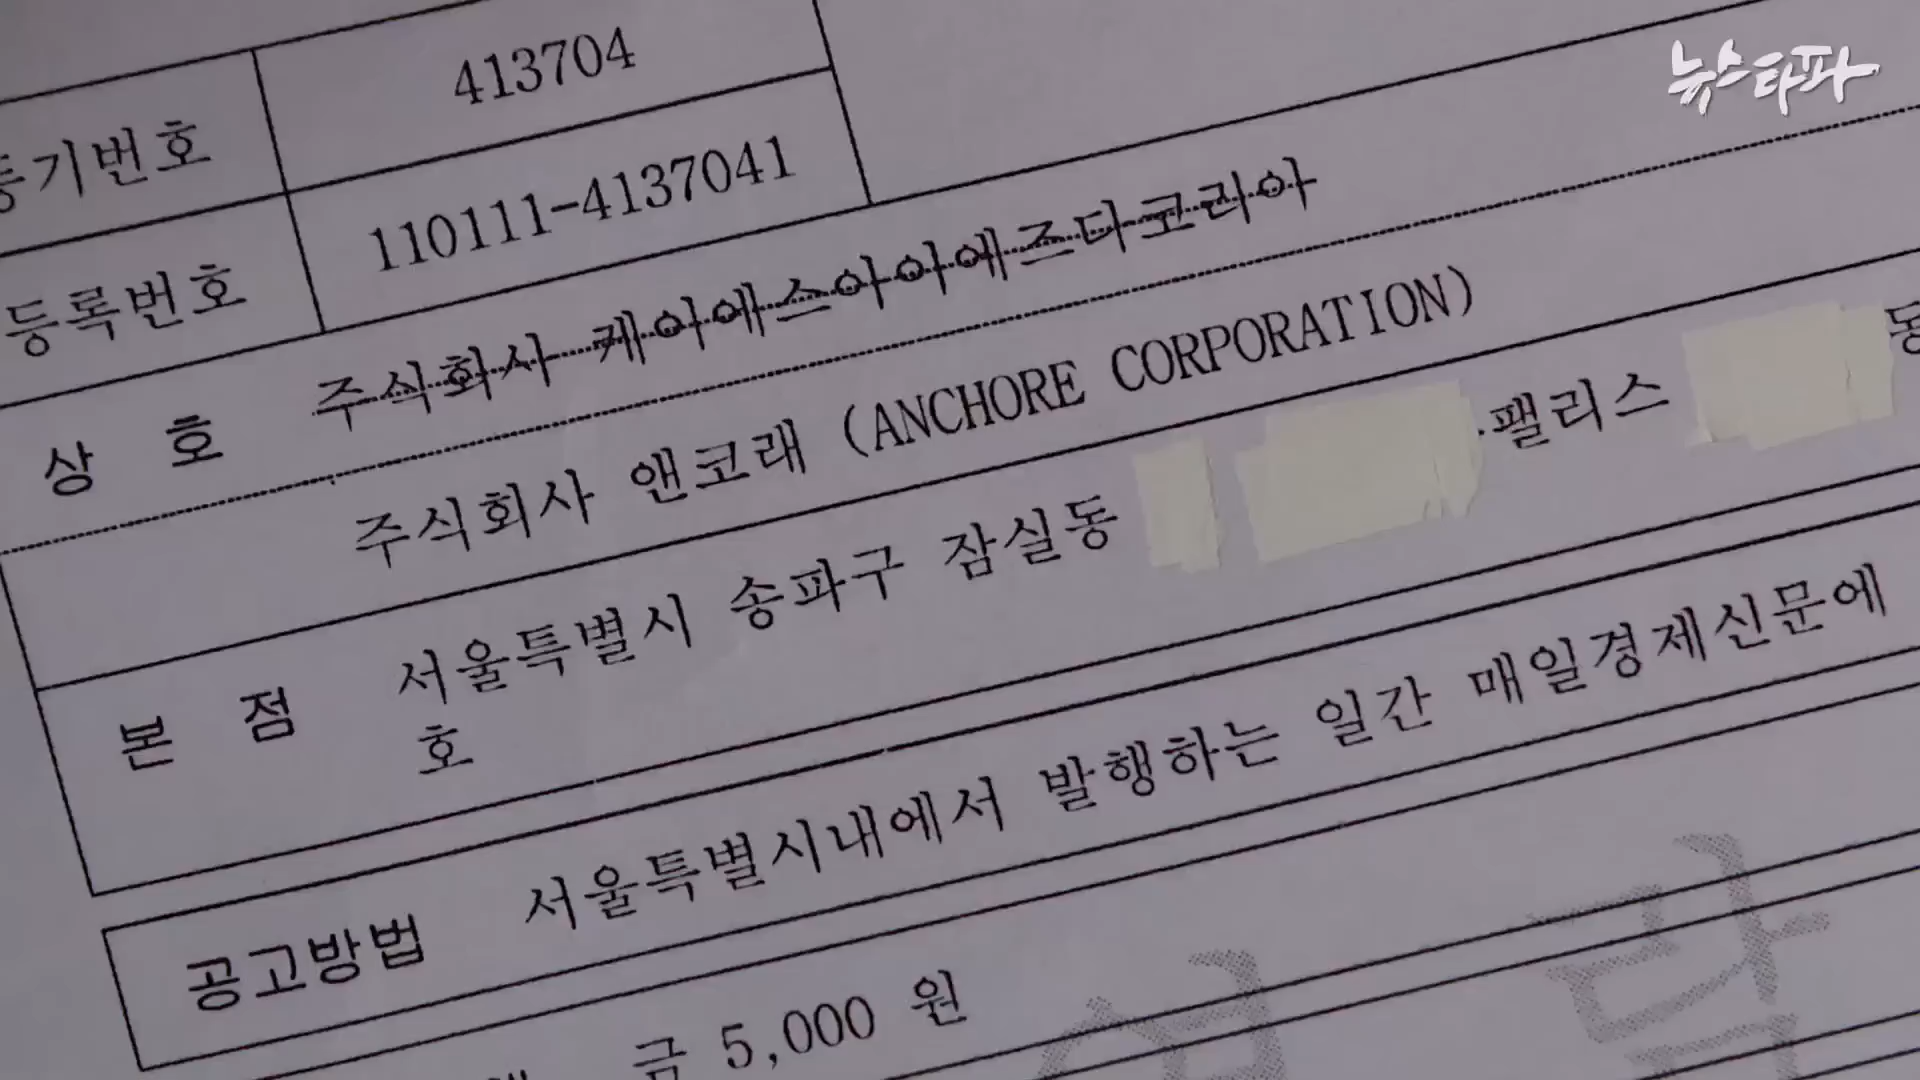 뉴스타파
등기번호 413704
등록번호 110111-4137041
상 호 주식회사 케이에스아이에즈디코리아
주식회사 앤코래 (ANCHORE CORPORATION)
본 점 서울특별시 송파구 잠실동 팰리스 동
호
공고방법 서울특별시내에서 발행하는 일간 매일경제신문에
금 5,000 원